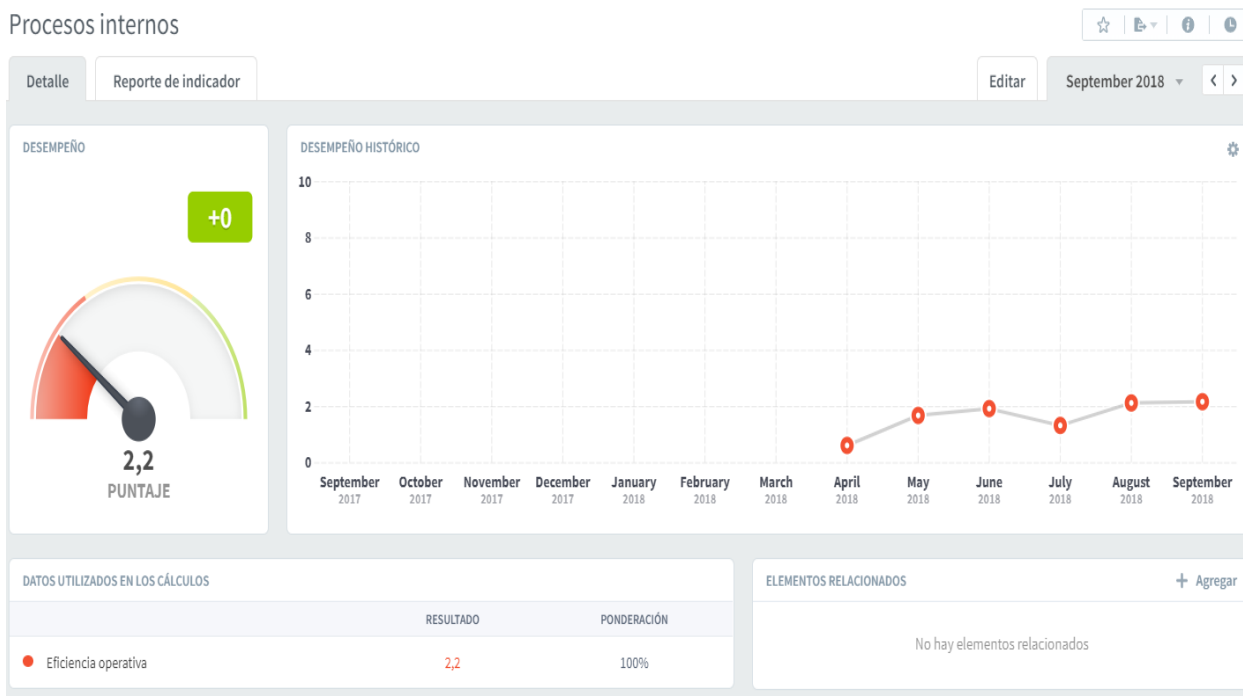 Procesos internos
Detalle
Reporte de indicador
Editar
September 2018
DESEMPEÑO
+0
2,2
PUNTAJE
DESEMPEÑO HISTÓRICO
10
8
6
4
2
0
September 2017
October 2017
November 2017
December 2017
January 2018
February 2018
March 2018
April 2018
May 2018
June 2018
July 2018
August 2018
September 2018
DATOS UTILIZADOS EN LOS CÁLCULOS
RESULTADO PONDERACIÓN
Eficiencia operativa 2,2 100%
ELEMENTOS RELACIONADOS
+ Agregar
No hay elementos relacionados